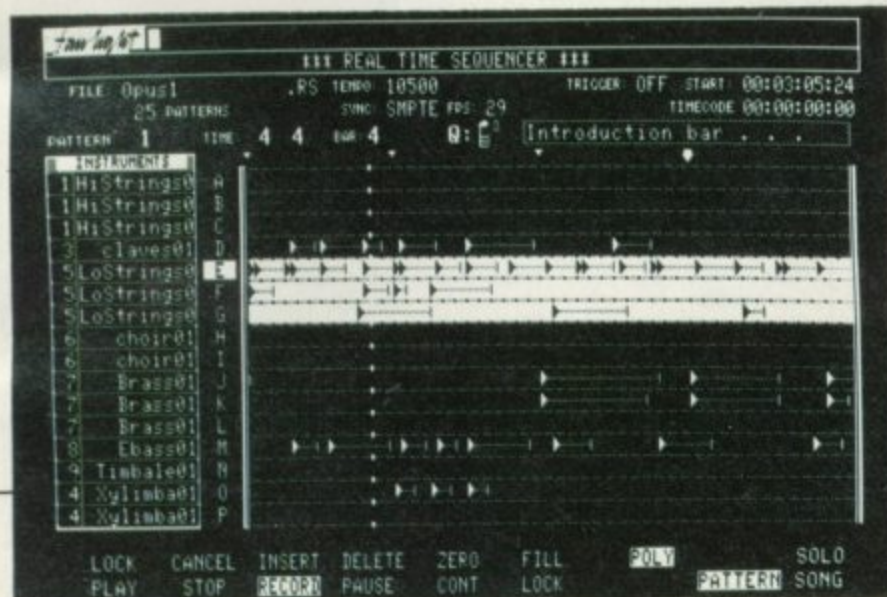 fairlight
*** REAL TIME SEQUENCER ***
FILE Opus1 .RS TEMPO 10500 TRIGGER OFF START 00:03:05:24
25 PATTERNS SYNC SMPTE FPS 29 TIMECODE 00:00:00:00
PATTERN 1 TIME 4 4 BAR 4 Q: Introduction bar . . .
INSTRUMENTS
1 HiStrings0 A
1 HiStrings0 B
1 HiStrings0 C
3 claves01 D
5 LoStrings0 E
5 LoStrings0 F
5 LoStrings0 G
6 choir01 H
6 choir01 I
7 Brass01 J
7 Brass01 K
7 Brass01 L
8 Ebass01 M
9 Timbale01 N
4 Xylimba01 O
4 Xylimba01 P
LOCK CANCEL INSERT DELETE ZERO FILL POLY SOLO
PLAY STOP RECORD PAUSE CONT LOCK PATTERN SONG